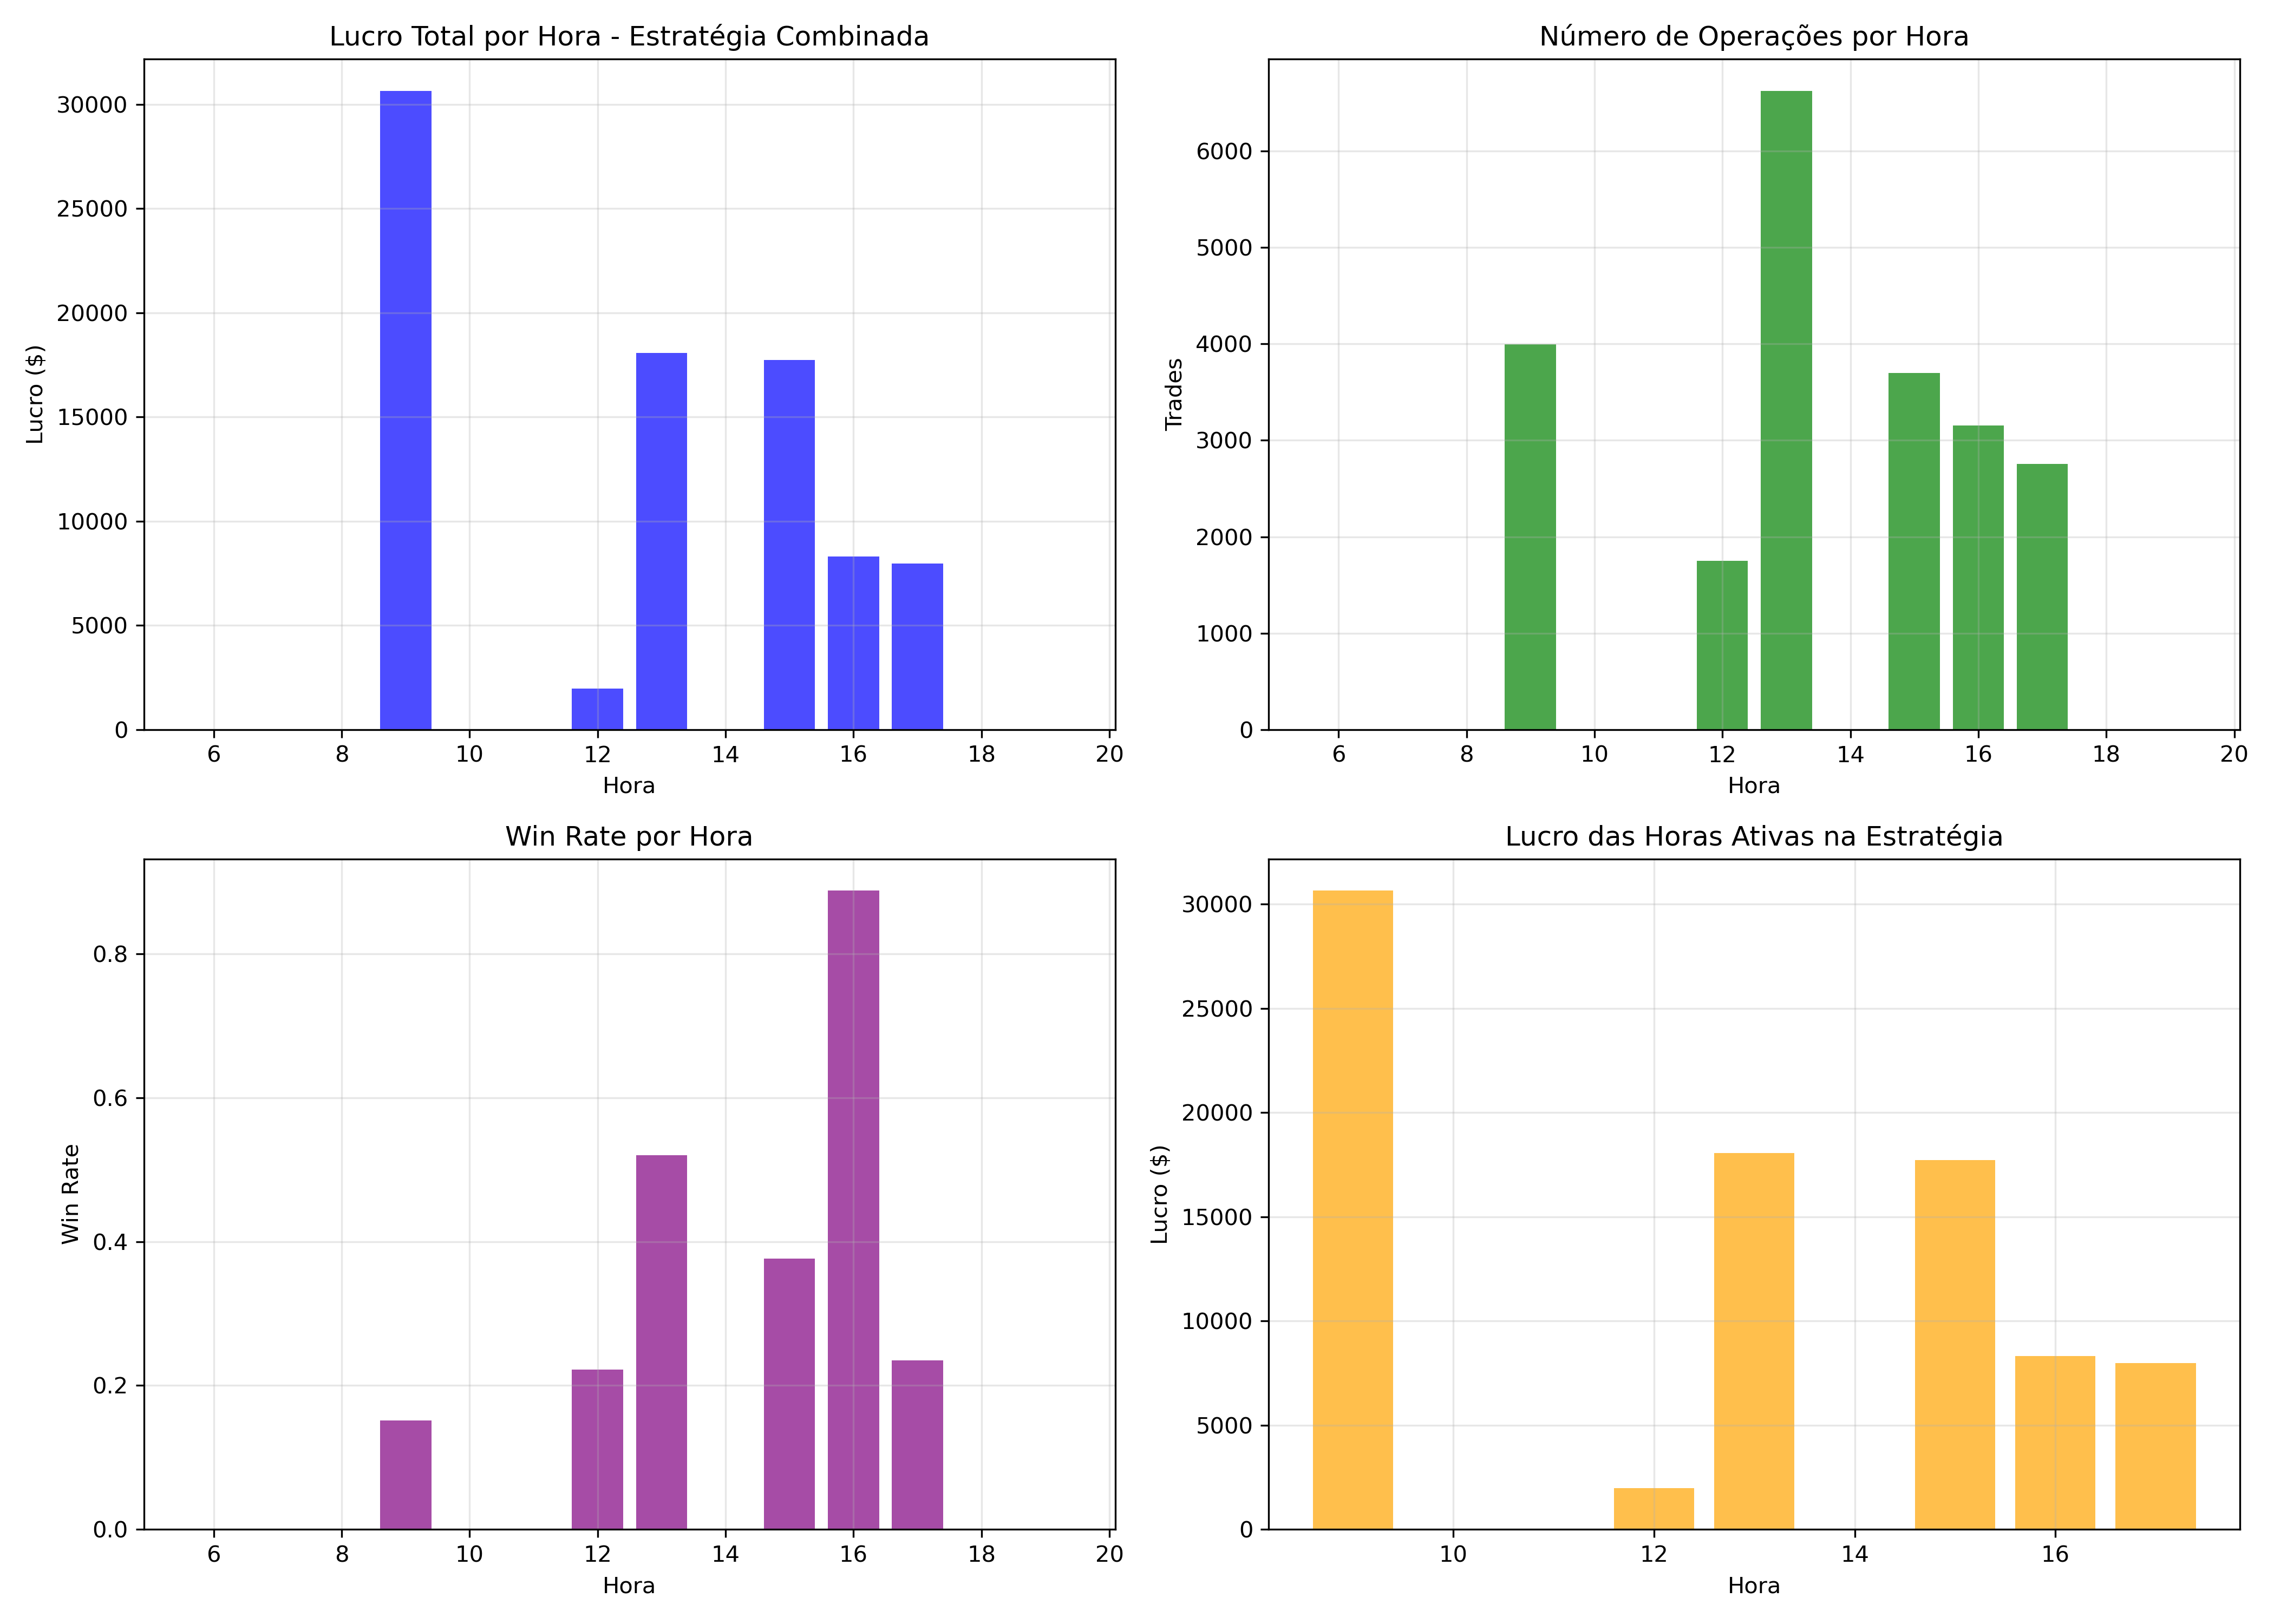 Lucro Total por Hora - Estratégia Combinada
30000
25000
20000
15000
10000
5000
0
Lucro ($)
6 8 10 12 14 16 18 20
Hora
Número de Operações por Hora
6000
5000
4000
3000
2000
1000
0
Trades
6 8 10 12 14 16 18 20
Hora
Win Rate por Hora
0.8
0.6
0.4
0.2
0.0
Win Rate
6 8 10 12 14 16 18 20
Hora
Lucro das Horas Ativas na Estratégia
30000
25000
20000
15000
10000
5000
0
Lucro ($)
10 12 14 16
Hora